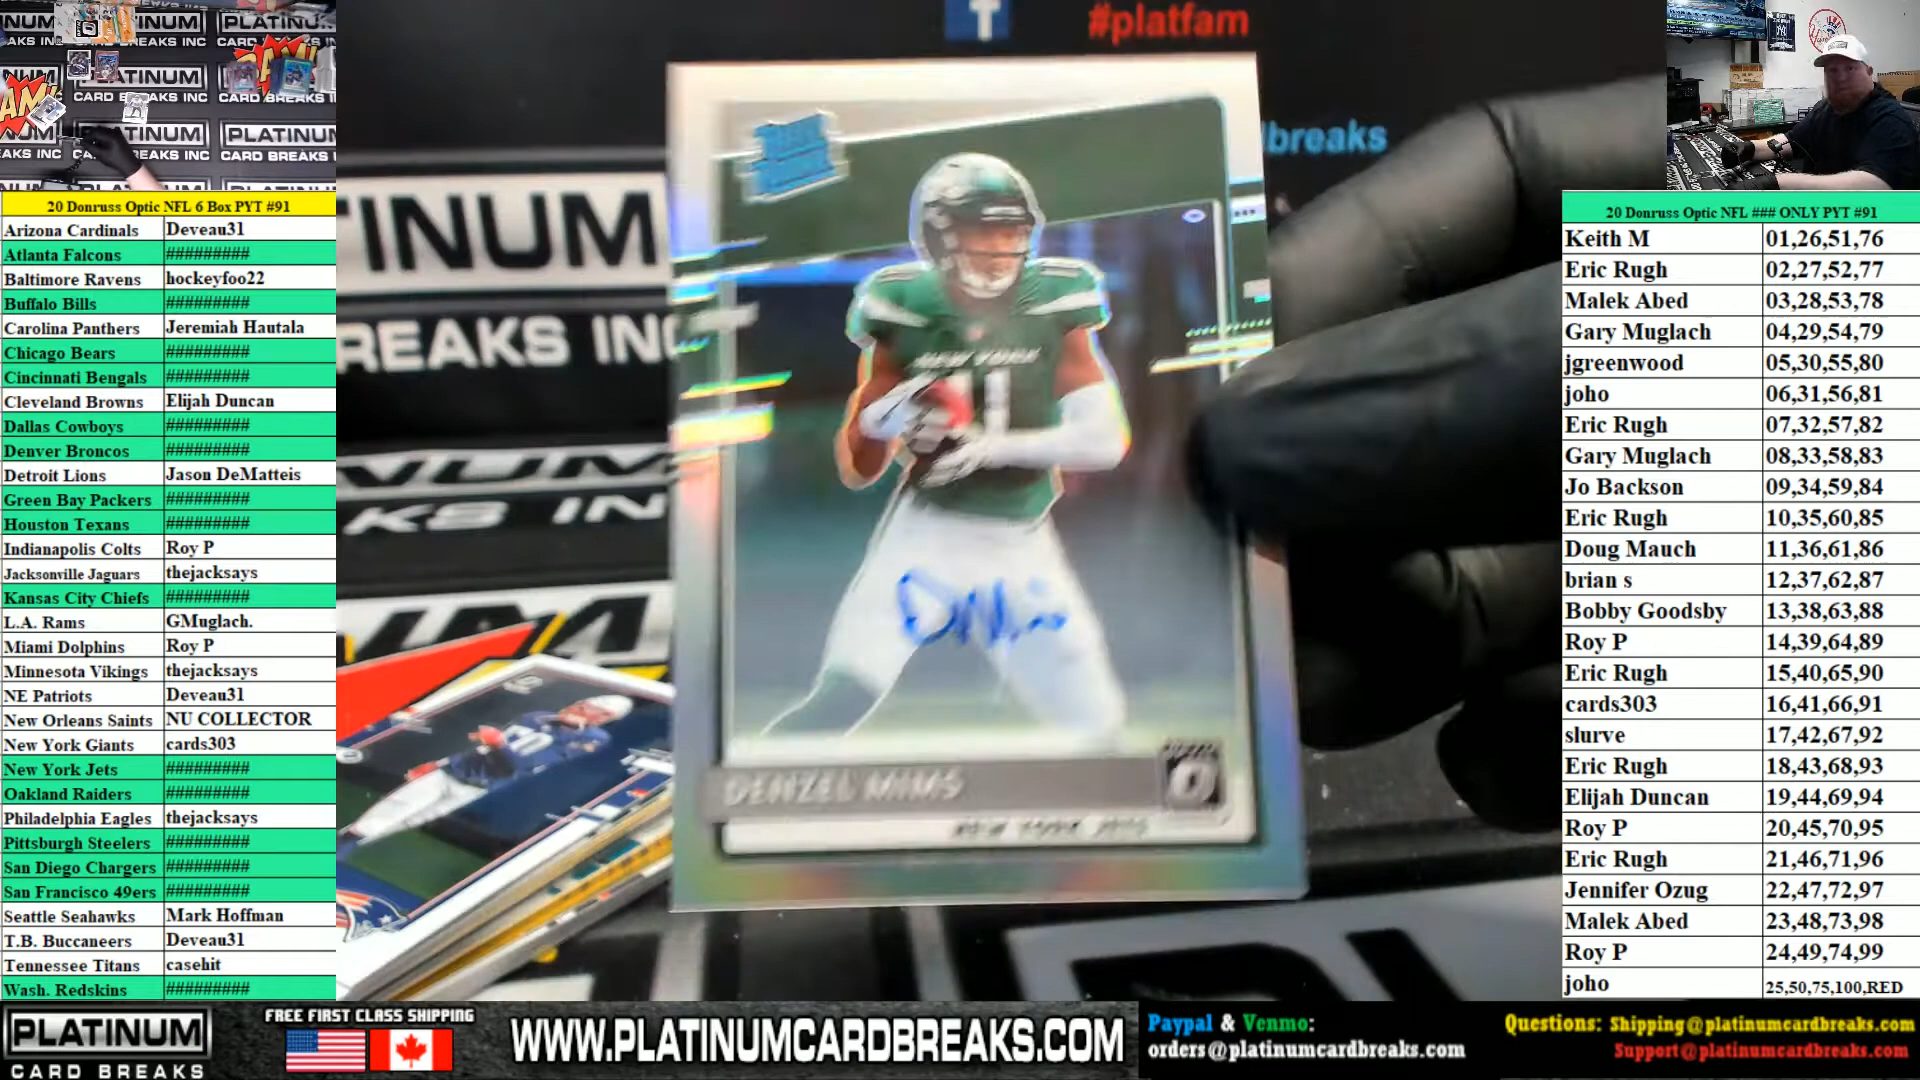 #platfam
dbreaks
TINUM
BREAKS INC
DENZEL MIMS
NEW YORK JETS
NEW YORK
PLATINUM
CARD BREAKS INC
20 Donruss Optic NFL 6 Box PYT #91
Arizona Cardinals Deveau31
Atlanta Falcons #########
Baltimore Ravens hockeyfoo22
Buffalo Bills #########
Carolina Panthers Jeremiah Hautala
Chicago Bears #########
Cincinnati Bengals #########
Cleveland Browns Elijah Duncan
Dallas Cowboys #########
Denver Broncos #########
Detroit Lions Jason DeMatteis
Green Bay Packers #########
Houston Texans #########
Indianapolis Colts Roy P
Jacksonville Jaguars thejacksays
Kansas City Chiefs #########
L.A. Rams GMuglach.
Miami Dolphins Roy P
Minnesota Vikings thejacksays
NE Patriots Deveau31
New Orleans Saints NU COLLECTOR
New York Giants cards303
New York Jets #########
Oakland Raiders #########
Philadelphia Eagles thejacksays
Pittsburgh Steelers #########
San Diego Chargers #########
San Francisco 49ers #########
Seattle Seahawks Mark Hoffman
T.B. Buccaneers Deveau31
Tennessee Titans casehit
Wash. Redskins #########
20 Donruss Optic NFL ### ONLY PYT #91
Keith M 01,26,51,76
Eric Rugh 02,27,52,77
Malek Abed 03,28,53,78
Gary Muglach 04,29,54,79
jgreenwood 05,30,55,80
joho 06,31,56,81
Eric Rugh 07,32,57,82
Gary Muglach 08,33,58,83
Jo Backson 09,34,59,84
Eric Rugh 10,35,60,85
Doug Mauch 11,36,61,86
brian s 12,37,62,87
Bobby Goodsby 13,38,63,88
Roy P 14,39,64,89
Eric Rugh 15,40,65,90
cards303 16,41,66,91
slurve 17,42,67,92
Eric Rugh 18,43,68,93
Elijah Duncan 19,44,69,94
Roy P 20,45,70,95
Eric Rugh 21,46,71,96
Jennifer Ozug 22,47,72,97
Malek Abed 23,48,73,98
Roy P 24,49,74,99
joho 25,50,75,100,RED
PLATINUM
CARD BREAKS
FREE FIRST CLASS SHIPPING
WWW.PLATINUMCARDBREAKS.COM
Paypal & Venmo:
orders@platinumcardbreaks.com
Questions: Shipping@platinumcardbreaks.com
Support@platinumcardbreaks.com